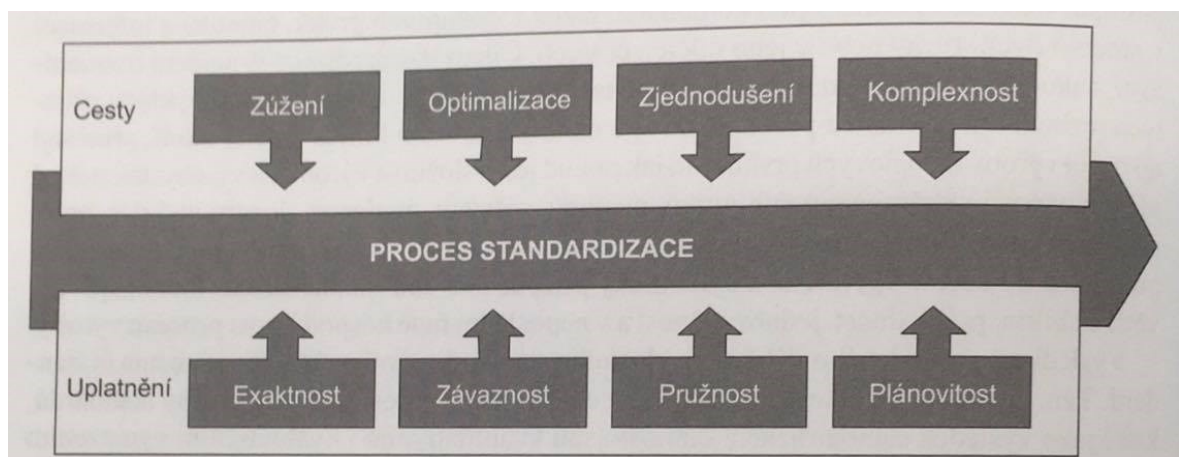 Cesty
Zúžení
Optimalizace
Zjednodušení
Komplexnost
PROCES STANDARDIZACE
Uplatnění
Exaktnost
Závaznost
Pružnost
Plánovitost